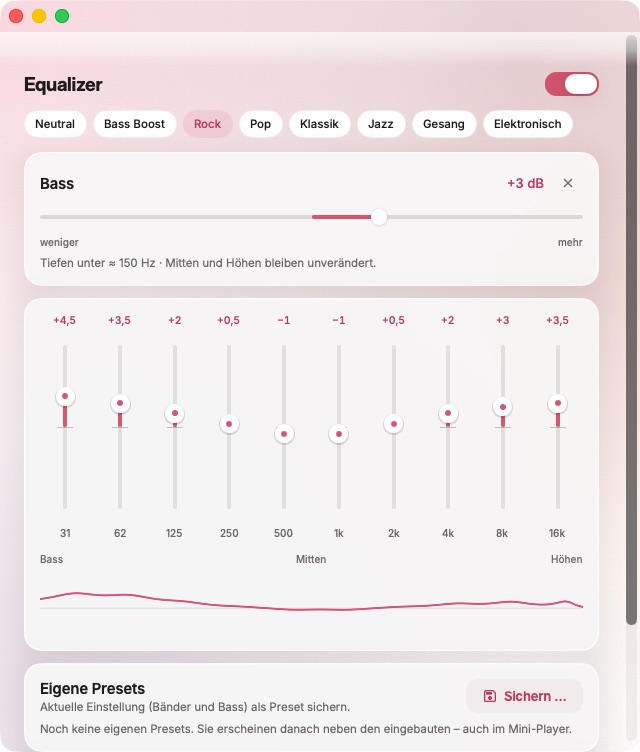 Equalizer
Neutral Bass Boost Rock Pop Klassik Jazz Gesang Elektronisch
Bass +3 dB
weniger mehr
Tiefen unter ≈ 150 Hz · Mitten und Höhen bleiben unverändert.
+4,5 +3,5 +2 +0,5 −1 −1 +0,5 +2 +3 +3,5
31 62 125 250 500 1k 2k 4k 8k 16k
Bass Mitten Höhen
Eigene Presets
Aktuelle Einstellung (Bänder und Bass) als Preset sichern.
Sichern ...
Noch keine eigenen Presets. Sie erscheinen danach neben den eingebauten – auch im Mini-Player.